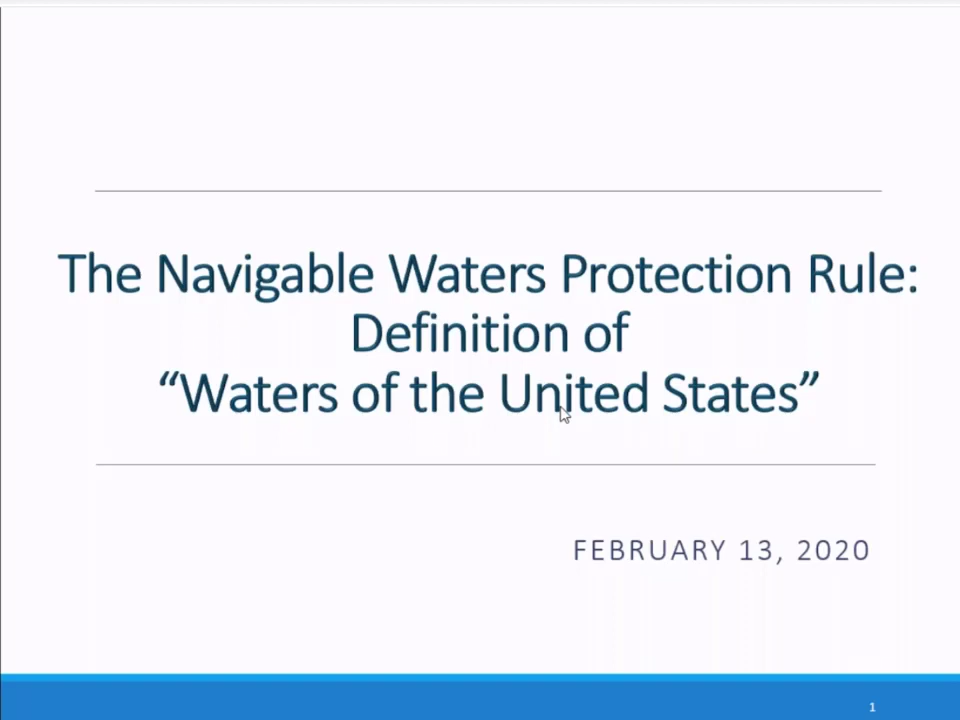 The Navigable Waters Protection Rule:
Definition of
“Waters of the United States”
FEBRUARY 13, 2020
1